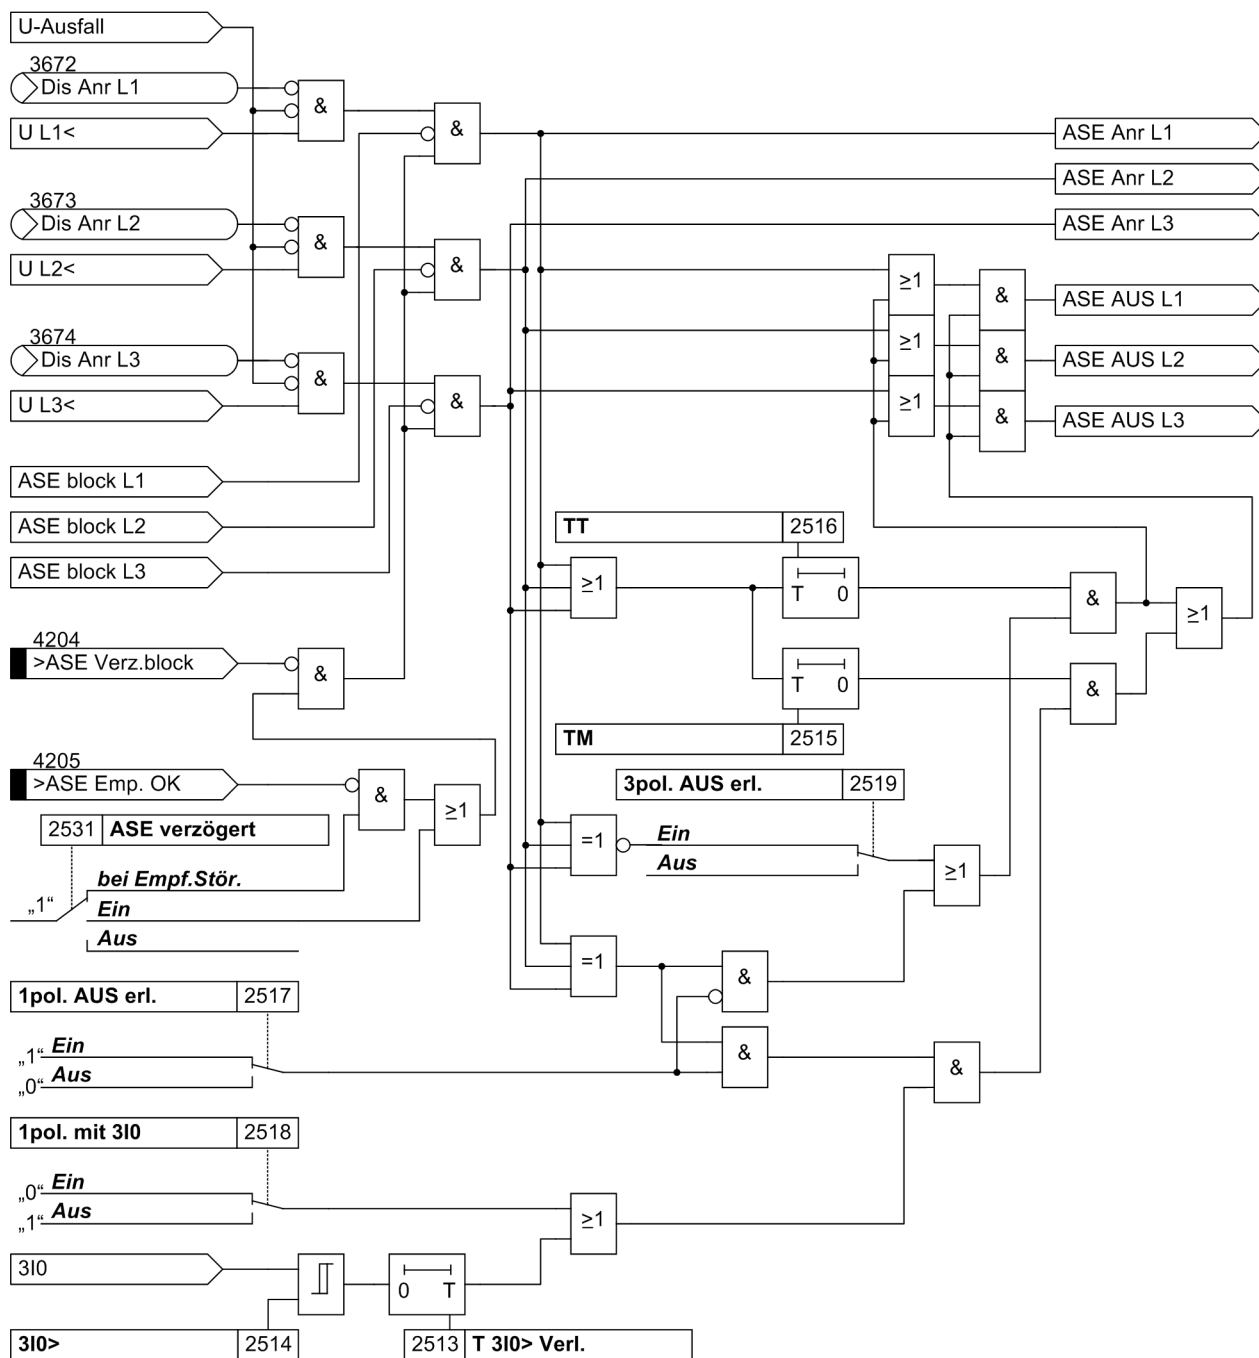 U-Ausfall
3672
Dis Anr L1
&
&
U L1<
ASE Anr L1
ASE Anr L2
3673
Dis Anr L2
&
&
U L2<
ASE Anr L3
≥1
&
ASE AUS L1
3674
Dis Anr L3
&
&
U L3<
≥1
&
ASE AUS L2
≥1
&
ASE AUS L3
ASE block L1
ASE block L2
ASE block L3
TT 2516
≥1
T 0
&
≥1
4204
>ASE Verz.block
&
T 0
&
TM 2515
4205
>ASE Emp. OK
&
≥1
3pol. AUS erl. 2519
2531 ASE verzögert
=1
Ein
Aus
≥1
„1“
bei Empf.Stör.
Ein
Aus
=1
&
1pol. AUS erl. 2517
„1“ Ein
„0“ Aus
&
&
1pol. mit 3I0 2518
„0“ Ein
„1“ Aus
≥1
3I0
0 T
3I0> 2514
2513 T 3I0> Verl.